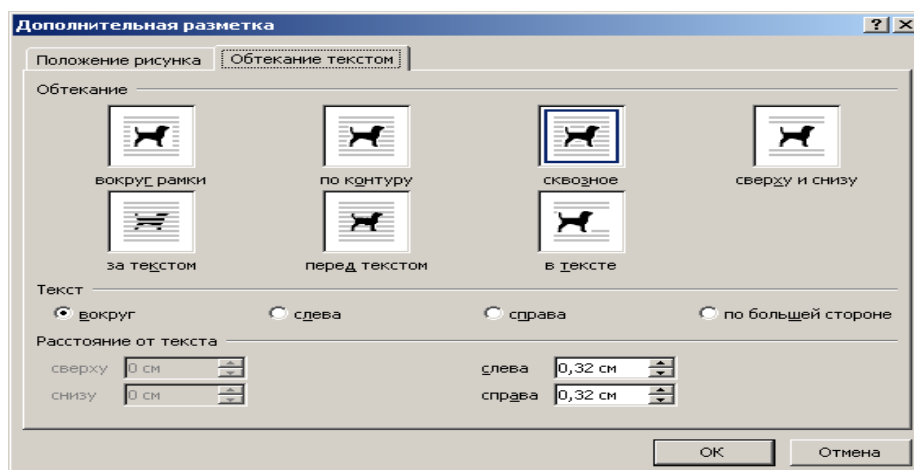 Дополнительная разметка
Положение рисунка Обтекание текстом
Обтекание
вокруг рамки по контуру сквозное сверху и снизу
за текстом перед текстом в тексте
Текст
вокруг слева справа по большей стороне
Расстояние от текста
сверху 0 см слева 0,32 см
снизу 0 см справа 0,32 см
ОК Отмена